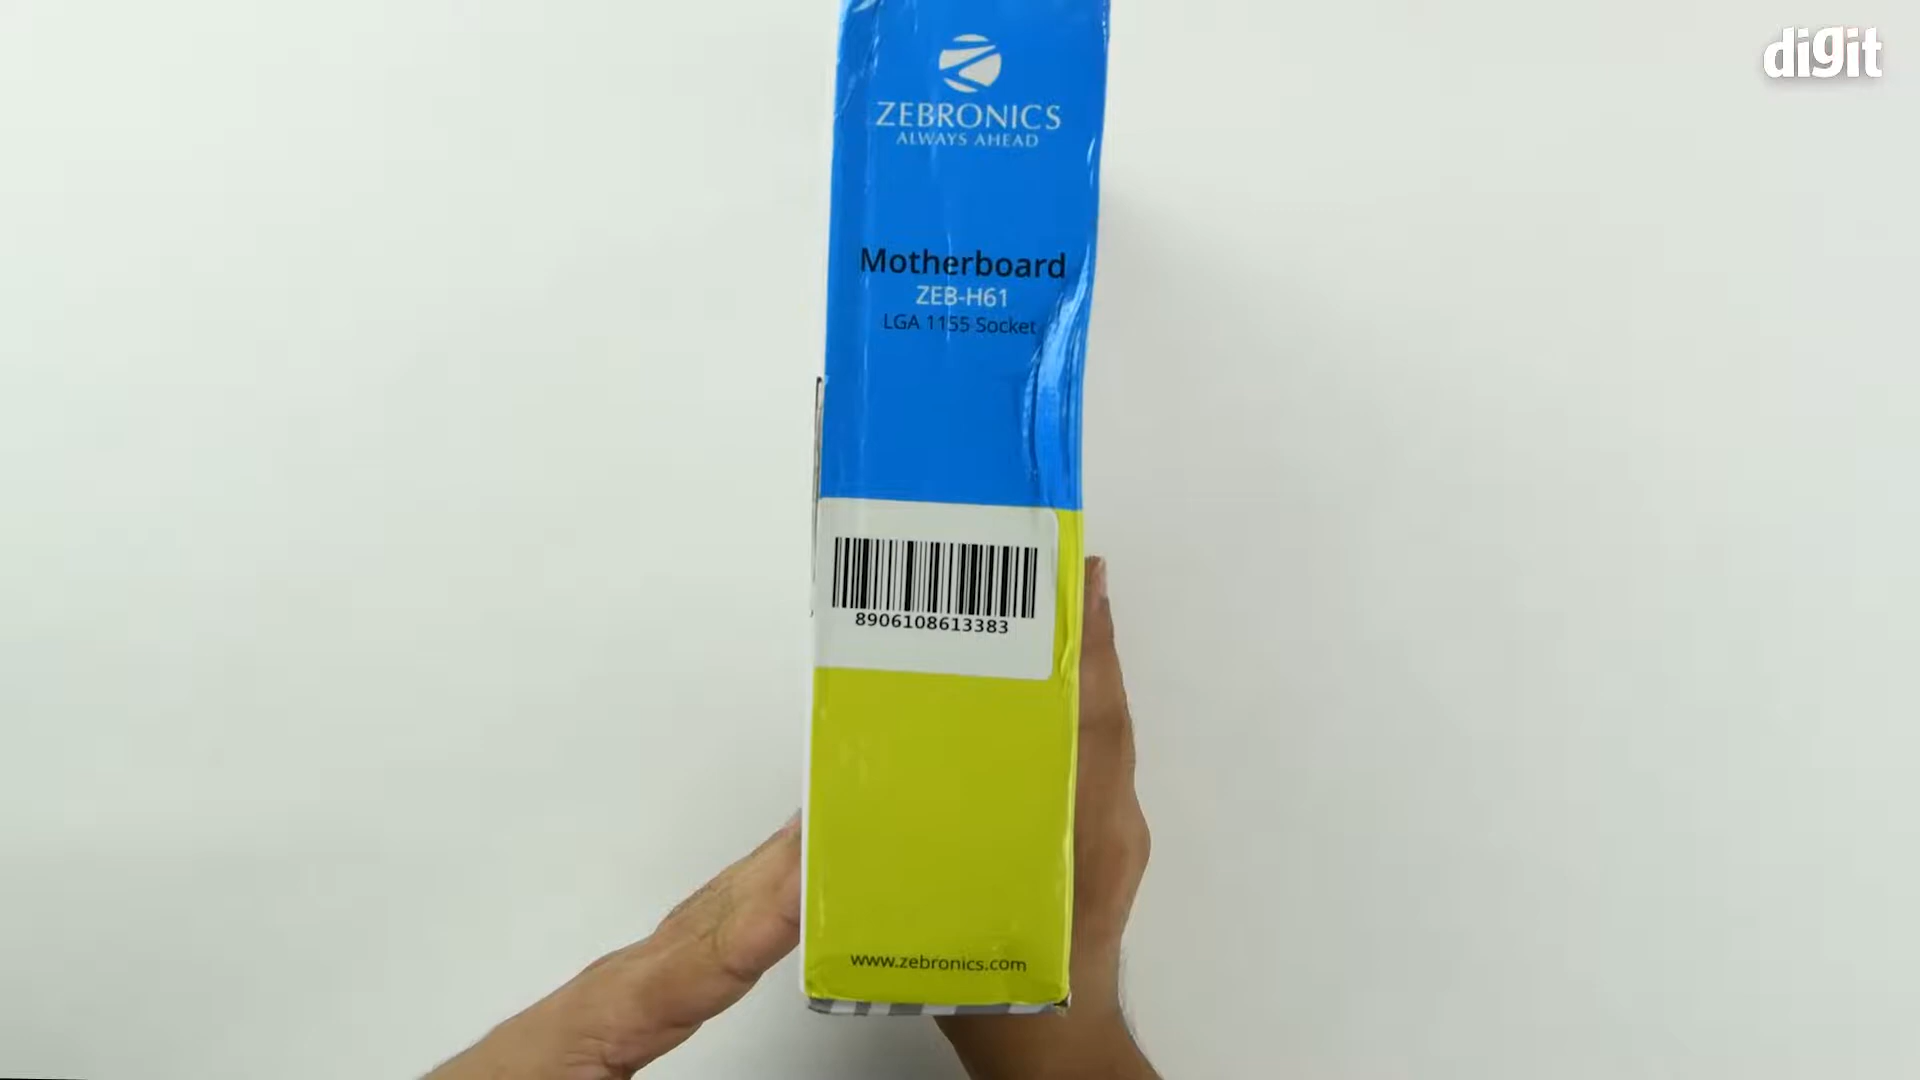 digit
ZEBRONICS
ALWAYS AHEAD
Motherboard
ZEB-H61
LGA 1155 Socket
8906108613383
www.zebronics.com